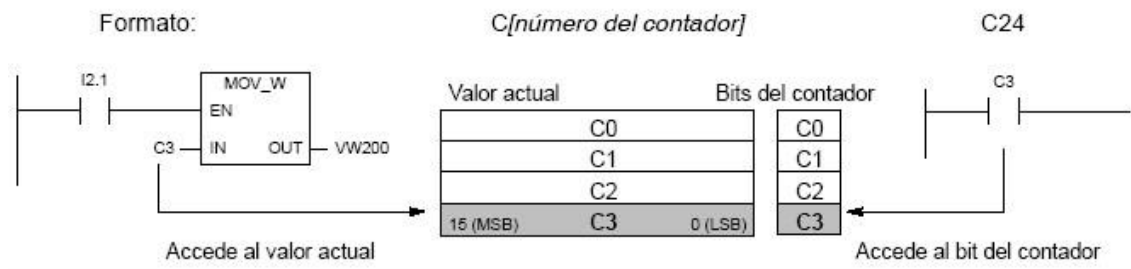 Formato: C[número del contador] C24
I2.1
MOV_W
EN
C3 IN OUT VW200
Accede al valor actual
Valor actual Bits del contador
C0 C0
C1 C1
C2 C2
15 (MSB) C3 0 (LSB) C3
C3
Accede al bit del contador